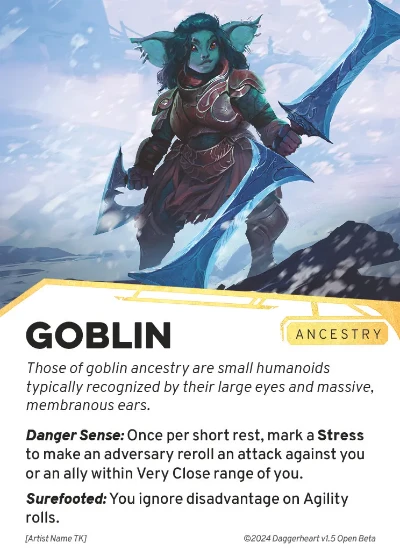 GOBLIN
ANCESTRY
Those of goblin ancestry are small humanoids
typically recognized by their large eyes and massive,
membranous ears.
Danger Sense: Once per short rest, mark a Stress
to make an adversary reroll an attack against you
or an ally within Very Close range of you.
Surefooted: You ignore disadvantage on Agility
rolls.
[Artist Name TK]
©2024 Daggerheart v1.5 Open Beta